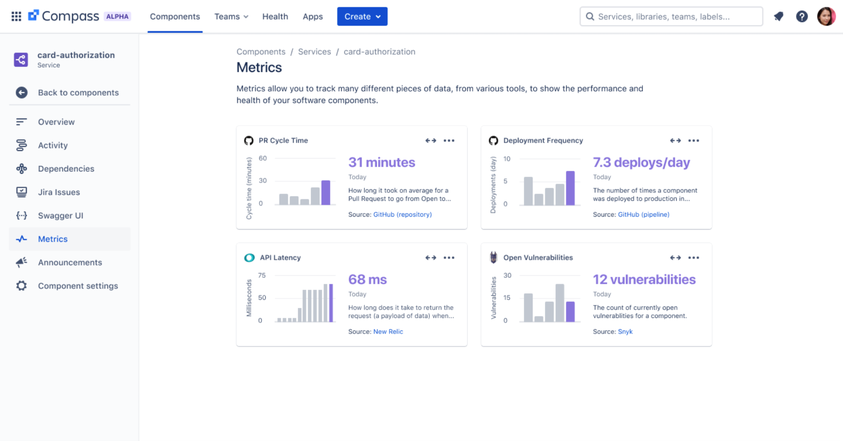 Compass ALPHA Components Teams Health Apps Create Services, libraries, teams, labels...
card-authorization
Service
Back to components
Overview
Activity
Dependencies
Jira Issues
Swagger UI
Metrics
Announcements
Component settings
Components / Services / card-authorization
Metrics
Metrics allow you to track many different pieces of data, from various tools, to show the performance and
health of your software components.
PR Cycle Time
Cycle time (minutes)
60
30
0
31 minutes
Today
How long it took on average for a
Pull Request to go from Open to...
Source: GitHub (repository)
Deployment Frequency
Deployments (day)
10
5
0
7.3 deploys/day
Today
The number of times a component
was deployed to production in...
Source: GitHub (pipeline)
API Latency
Milliseconds
75
50
0
68 ms
Today
How long does it take to return the
request (a payload of data) when...
Source: New Relic
Open Vulnerabilities
Vulnerabilities
30
15
0
12 vulnerabilities
Today
The count of currently open
vulnerablities for a component.
Source: Snyk